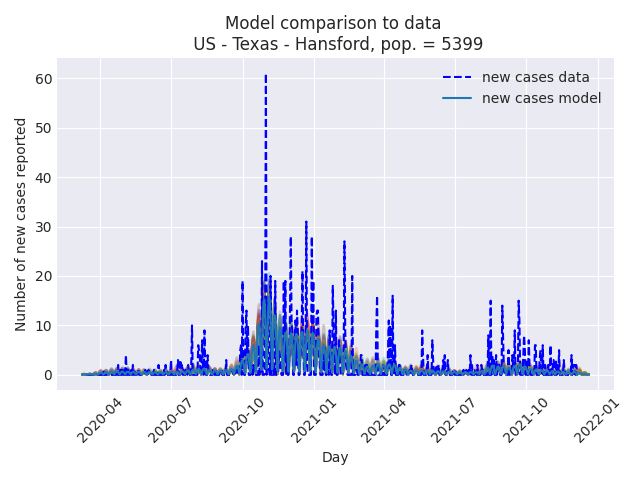 Model comparison to data
US - Texas - Hansford, pop. = 5399
new cases data
new cases model
Number of new cases reported
60
50
40
30
20
10
0
2020-04
2020-07
2020-10
2021-01
2021-04
2021-07
2021-10
2022-01
Day